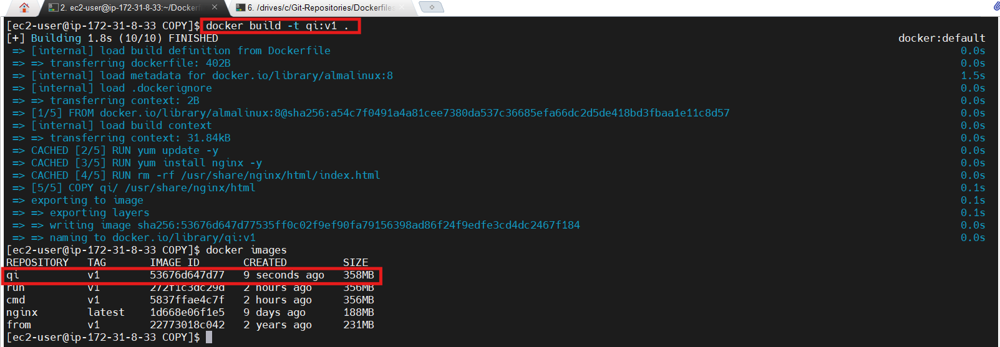 2. ec2-user@ip-172-31-8-33:~/Dockerf
6. /drives/c/Git-Repositories/Dockerfiles
[ec2-user@ip-172-31-8-33 COPY]$ docker build -t qi:v1 .
[+] Building 1.8s (10/10) FINISHED docker:default
=> [internal] load build definition from Dockerfile 0.0s
=> => transferring dockerfile: 402B 0.0s
=> [internal] load metadata for docker.io/library/almalinux:8 1.5s
=> [internal] load .dockerignore 0.0s
=> => transferring context: 2B 0.0s
=> [1/5] FROM docker.io/library/almalinux:8@sha256:a54c7f0491a4a81cee7380da537c36685efa66dc2d5de418bd3fbaa1e11c8d57 0.0s
=> [internal] load build context 0.0s
=> => transferring context: 31.84kB 0.0s
=> CACHED [2/5] RUN yum update -y 0.0s
=> CACHED [3/5] RUN yum install nginx -y 0.0s
=> CACHED [4/5] RUN rm -rf /usr/share/nginx/html/index.html 0.0s
=> [5/5] COPY qi/ /usr/share/nginx/html 0.1s
=> exporting to image 0.1s
=> => exporting layers 0.1s
=> => writing image sha256:53676d647d77535ff0c02f9ef90fa79156398ad86f24f9edfe3cd4dc2467f184 0.0s
=> => naming to docker.io/library/qi:v1 0.0s
[ec2-user@ip-172-31-8-33 COPY]$ docker images
REPOSITORY TAG IMAGE ID CREATED SIZE
qi v1 53676d647d77 9 seconds ago 358MB
run v1 272f1c3dc29d 2 hours ago 356MB
cmd v1 5837ffae4c7f 2 hours ago 356MB
nginx latest 1d668e06f1e5 9 days ago 188MB
from v1 22773018c042 2 years ago 231MB
[ec2-user@ip-172-31-8-33 COPY]$